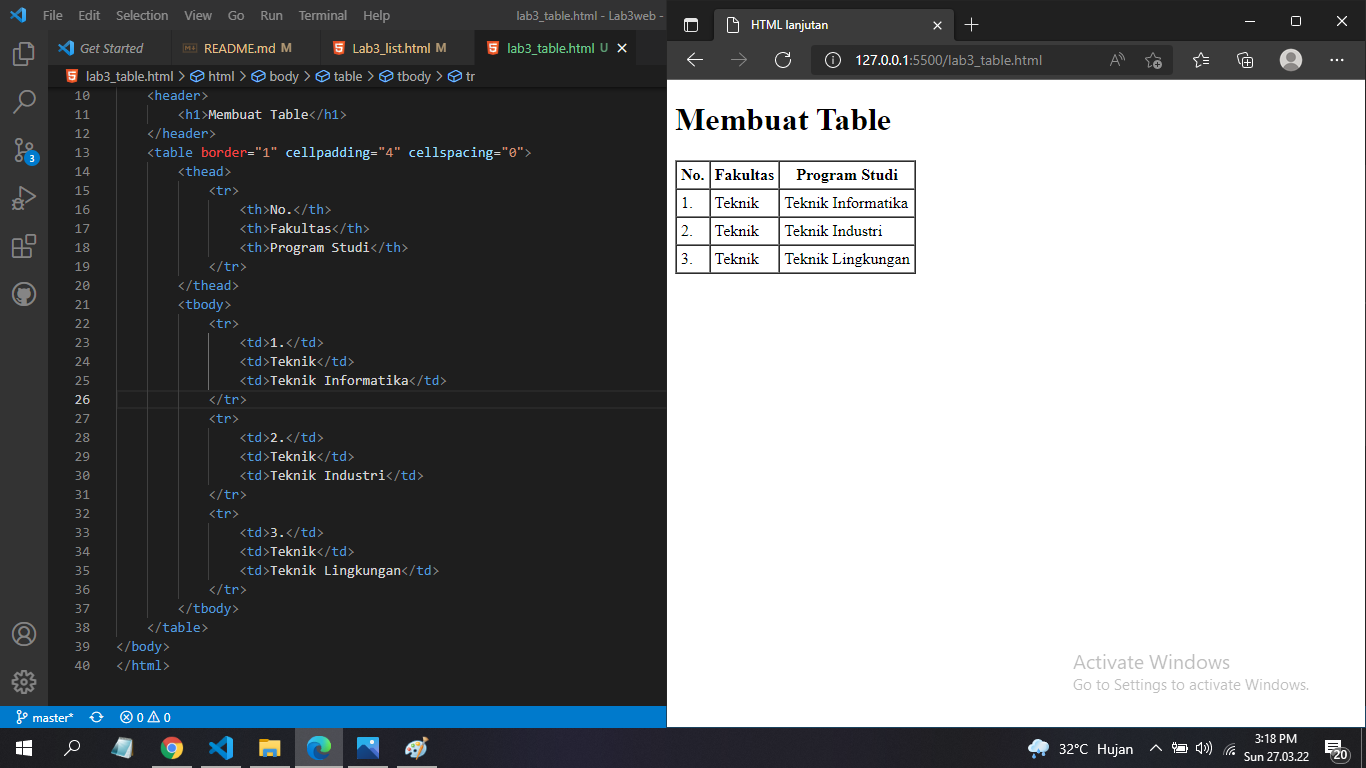 File Edit Selection View Go Run Terminal Help lab3_table.html - Lab3web -
Get Started README.md M Lab3_list.html M lab3_table.html U
lab3_table.html > html > body > table > tbody > tr
10 <header>
11 <h1>Membuat Table</h1>
12 </header>
13 <table border="1" cellpadding="4" cellspacing="0">
14 <thead>
15 <tr>
16 <th>No.</th>
17 <th>Fakultas</th>
18 <th>Program Studi</th>
19 </tr>
20 </thead>
21 <tbody>
22 <tr>
23 <td>1.</td>
24 <td>Teknik</td>
25 <td>Teknik Informatika</td>
26 </tr>
27 <tr>
28 <td>2.</td>
29 <td>Teknik</td>
30 <td>Teknik Industri</td>
31 </tr>
32 <tr>
33 <td>3.</td>
34 <td>Teknik</td>
35 <td>Teknik Lingkungan</td>
36 </tr>
37 </tbody>
38 </table>
39 </body>
40 </html>
3
master* 0 0
HTML lanjutan
127.0.0.1:5500/lab3_table.html
Membuat Table
No. Fakultas Program Studi
1. Teknik Teknik Informatika
2. Teknik Teknik Industri
3. Teknik Teknik Lingkungan
Activate Windows
Go to Settings to activate Windows.
32°C Hujan
3:18 PM
Sun 27.03.22
20